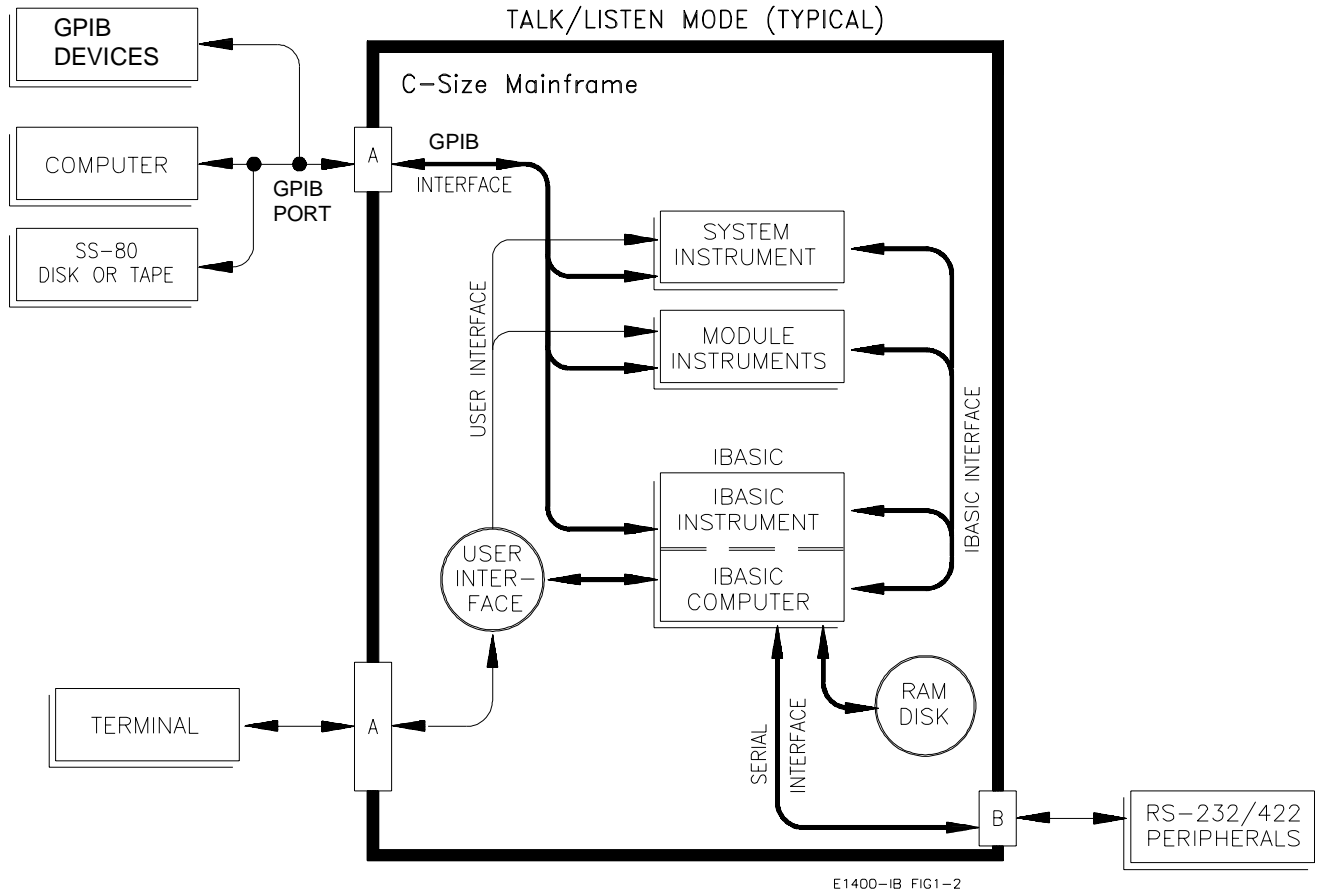 TALK/LISTEN MODE (TYPICAL)
GPIB
DEVICES
C-Size Mainframe
COMPUTER
A
GPIB
INTERFACE
GPIB
PORT
SS-80
DISK OR TAPE
SYSTEM
INSTRUMENT
USER INTERFACE
MODULE
INSTRUMENTS
IBASIC INTERFACE
IBASIC
IBASIC
INSTRUMENT
USER
INTER-
FACE
IBASIC
COMPUTER
RAM
DISK
TERMINAL
A
SERIAL
INTERFACE
B
RS-232/422
PERIPHERALS
E1400-IB FIG1-2